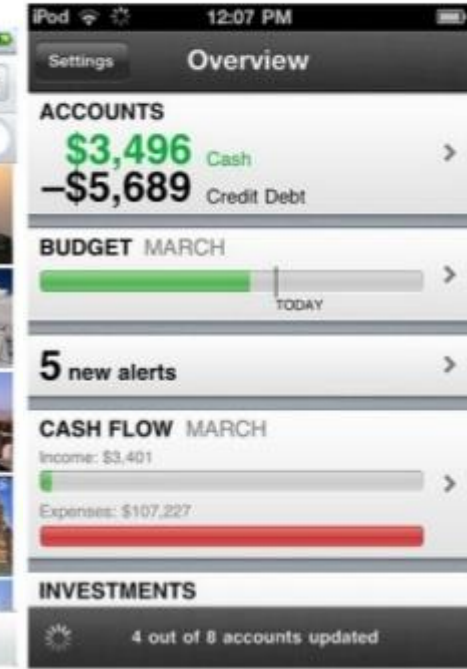 iPod 12:07 PM
Settings Overview
ACCOUNTS
$3,496 Cash
–$5,689 Credit Debt
BUDGET MARCH
TODAY
5 new alerts
CASH FLOW MARCH
Income: $3,401
Expenses: $107,227
INVESTMENTS
4 out of 8 accounts updated